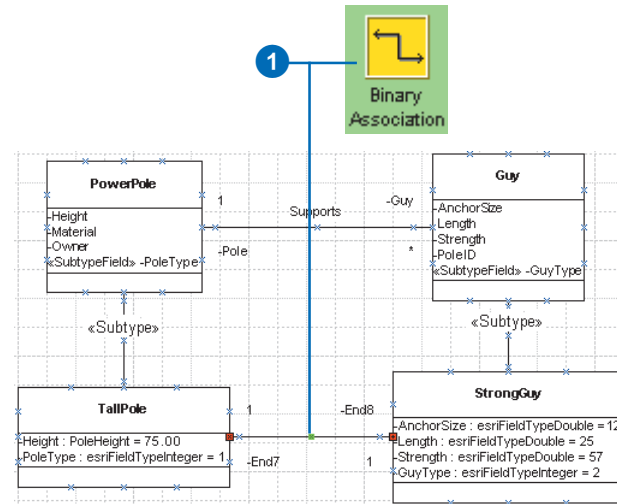 1
Binary
Association
PowerPole
-Height
-Material
-Owner
«SubtypeField» -PoleType
1
Supports
-Guy
-Pole
*
Guy
-AnchorSize
-Length
-Strength
-PoleID
«SubtypeField» -GuyType
«Subtype»
«Subtype»
TallPole
-Height : PoleHeight = 75.00
-PoleType : esriFieldTypeInteger = 1
1
-End8
-End7
1
StrongGuy
-AnchorSize : esriFieldTypeDouble = 12
-Length : esriFieldTypeDouble = 25
-Strength : esriFieldTypeDouble = 57
-GuyType : esriFieldTypeInteger = 2